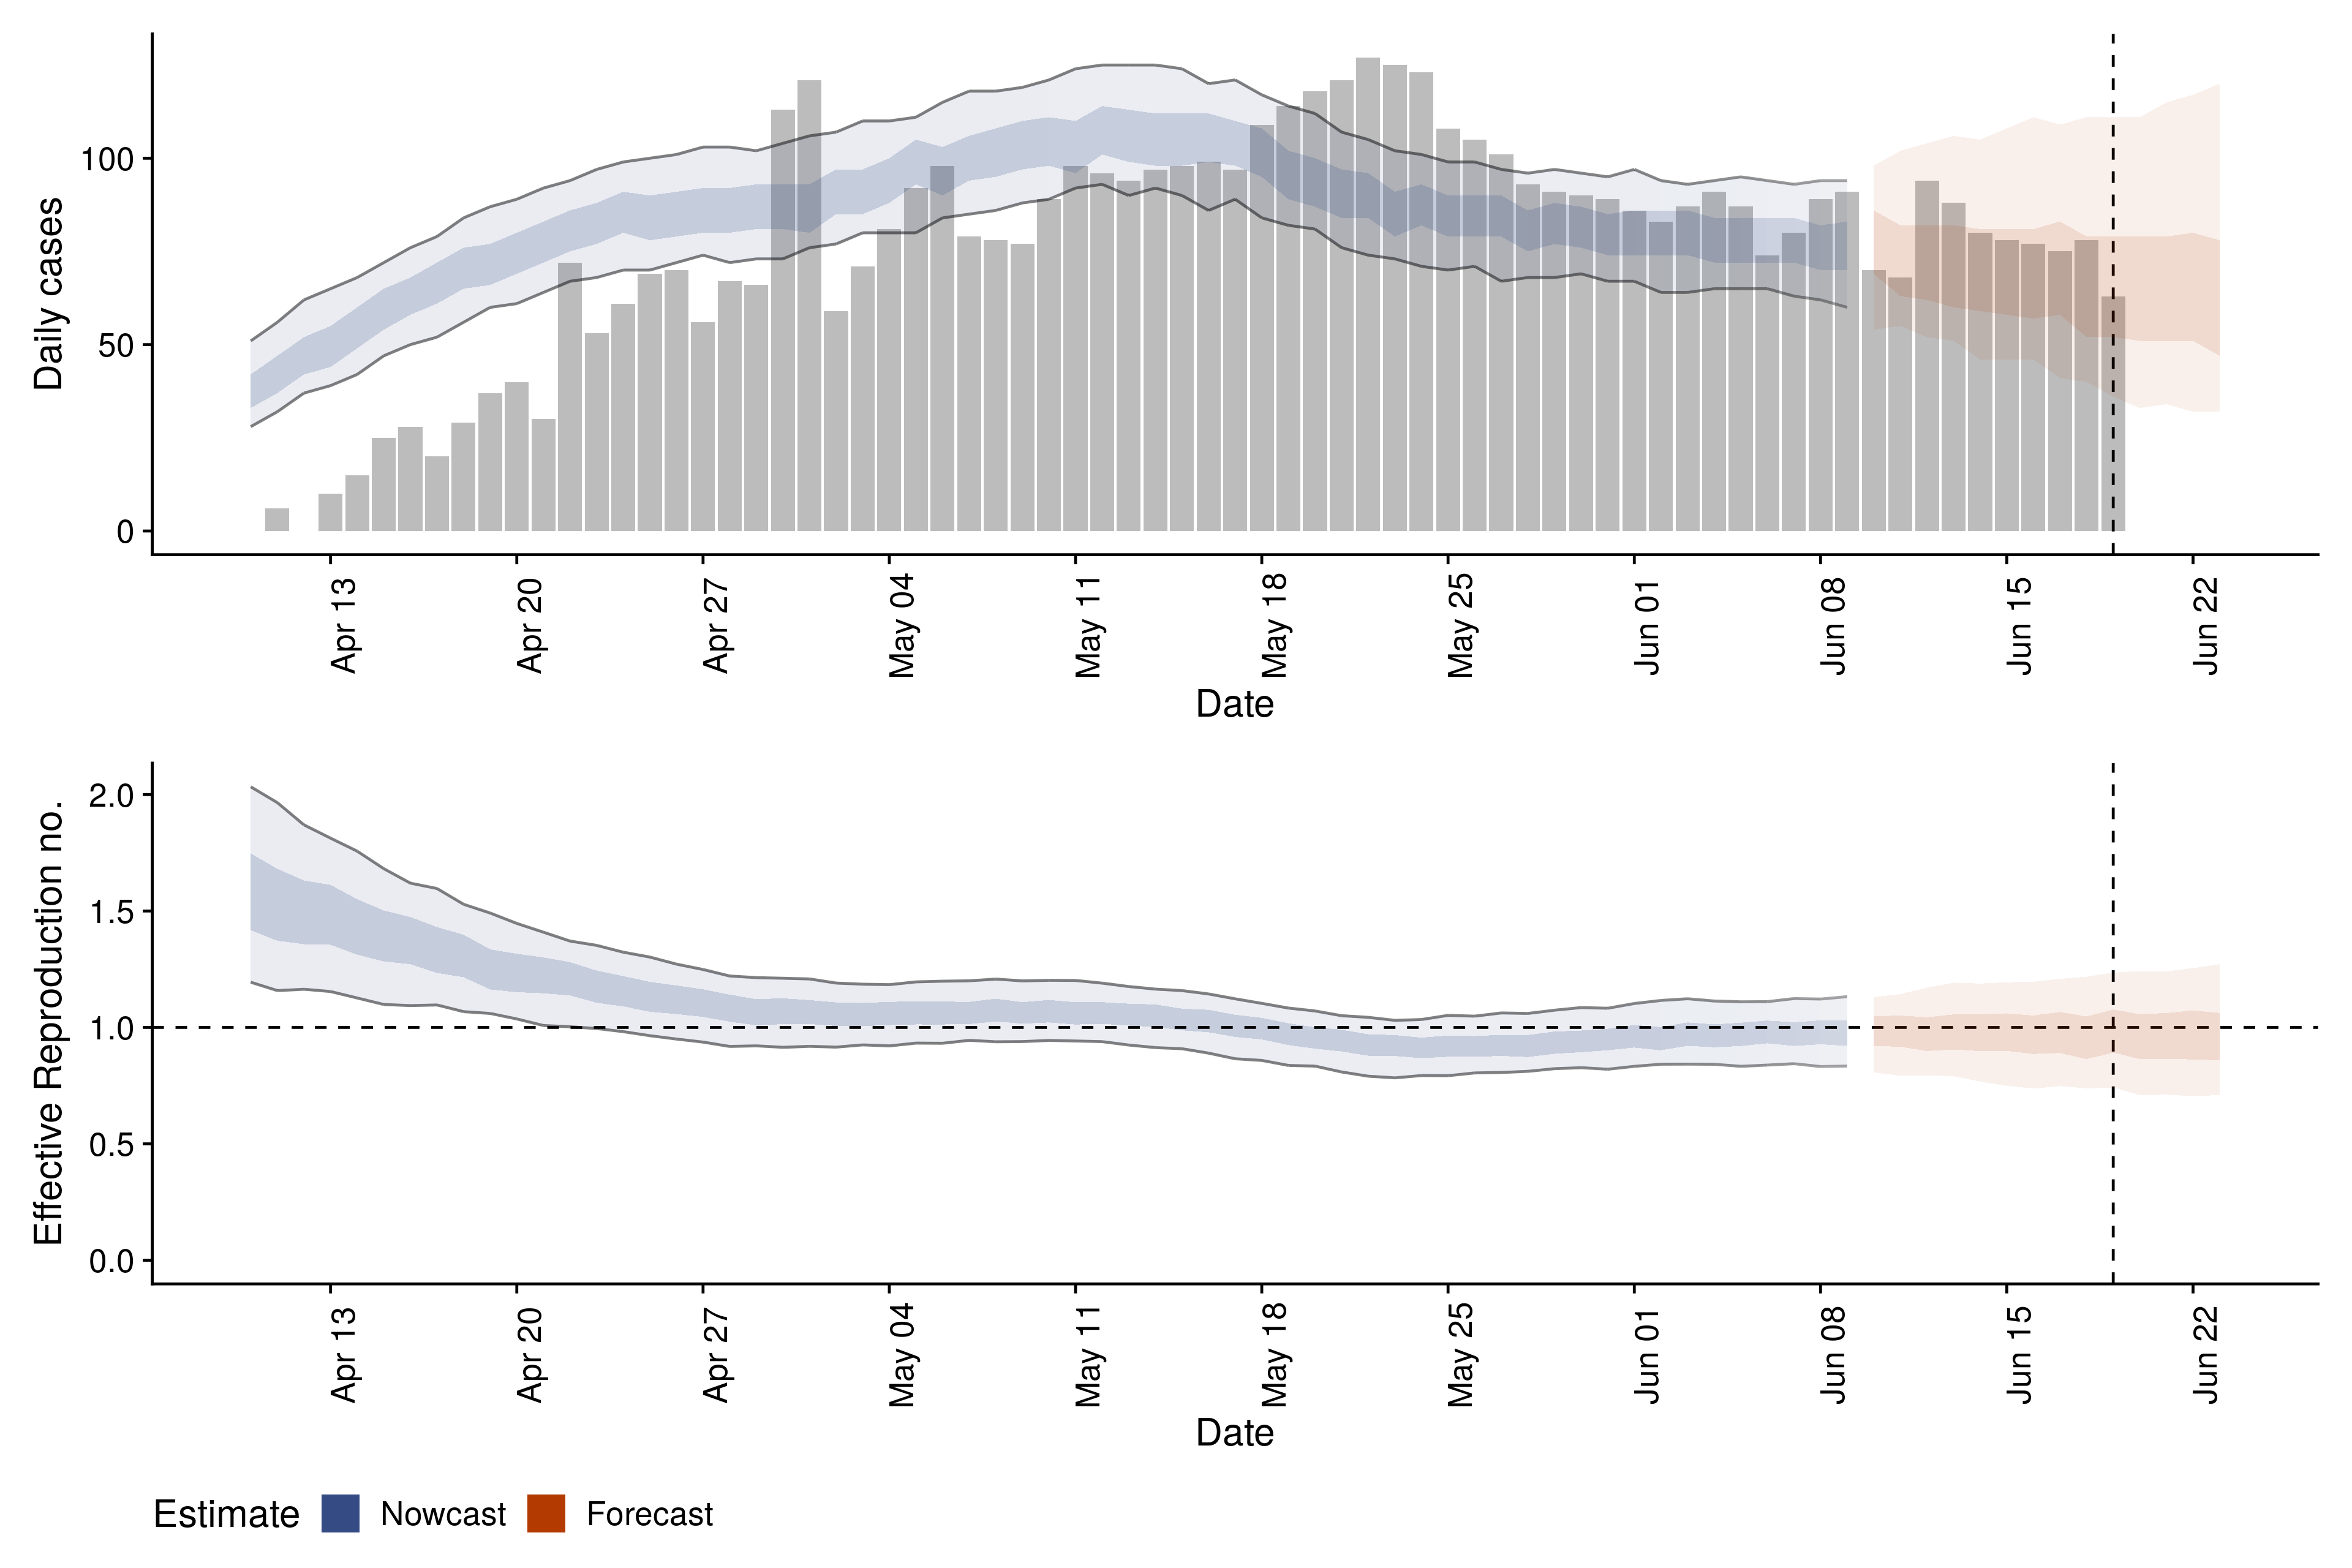 Daily cases
100
50
0
Apr 13
Apr 20
Apr 27
May 04
May 11
May 18
May 25
Jun 01
Jun 08
Jun 15
Jun 22
Date
Effective Reproduction no.
2.0
1.5
1.0
0.5
0.0
Apr 13
Apr 20
Apr 27
May 04
May 11
May 18
May 25
Jun 01
Jun 08
Jun 15
Jun 22
Date
Estimate Nowcast Forecast